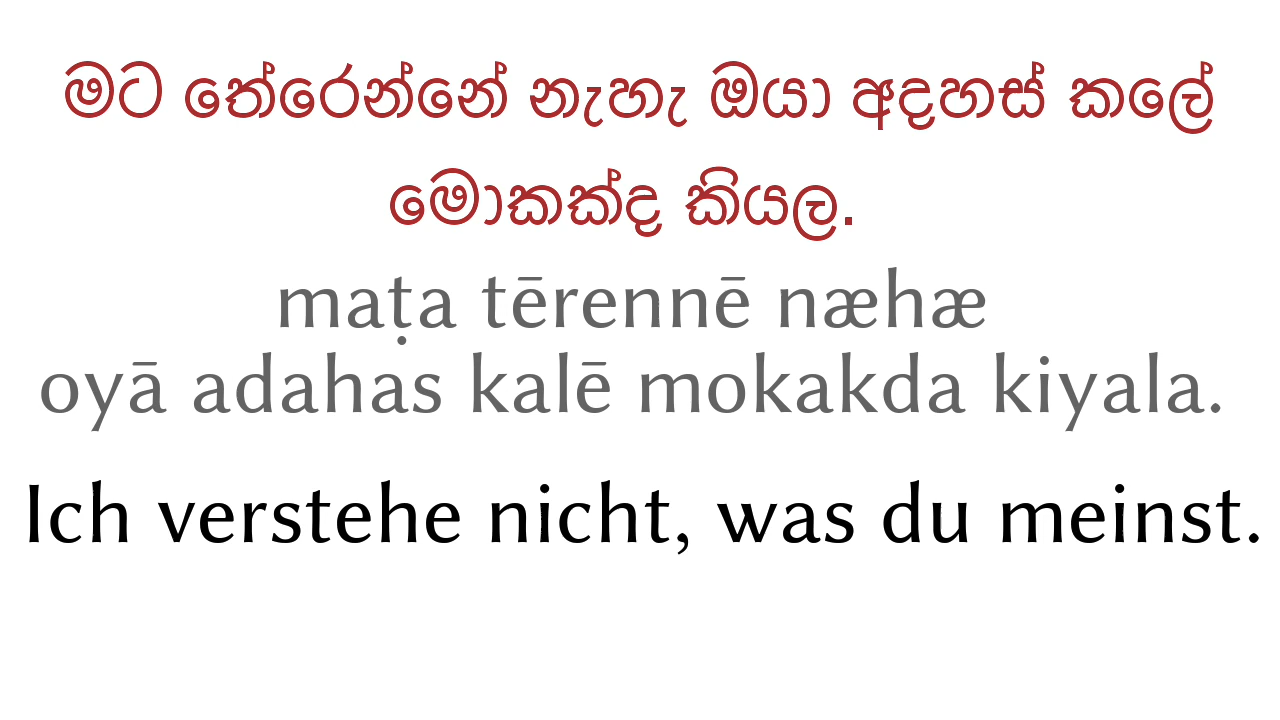 මට තේරෙන්නේ නැහැ ඔයා අදහස් කලේ
මොකක්ද කියල.
maṭa tērennē næhæ
oyā adahas kalē mokakda kiyala.
Ich verstehe nicht, was du meinst.